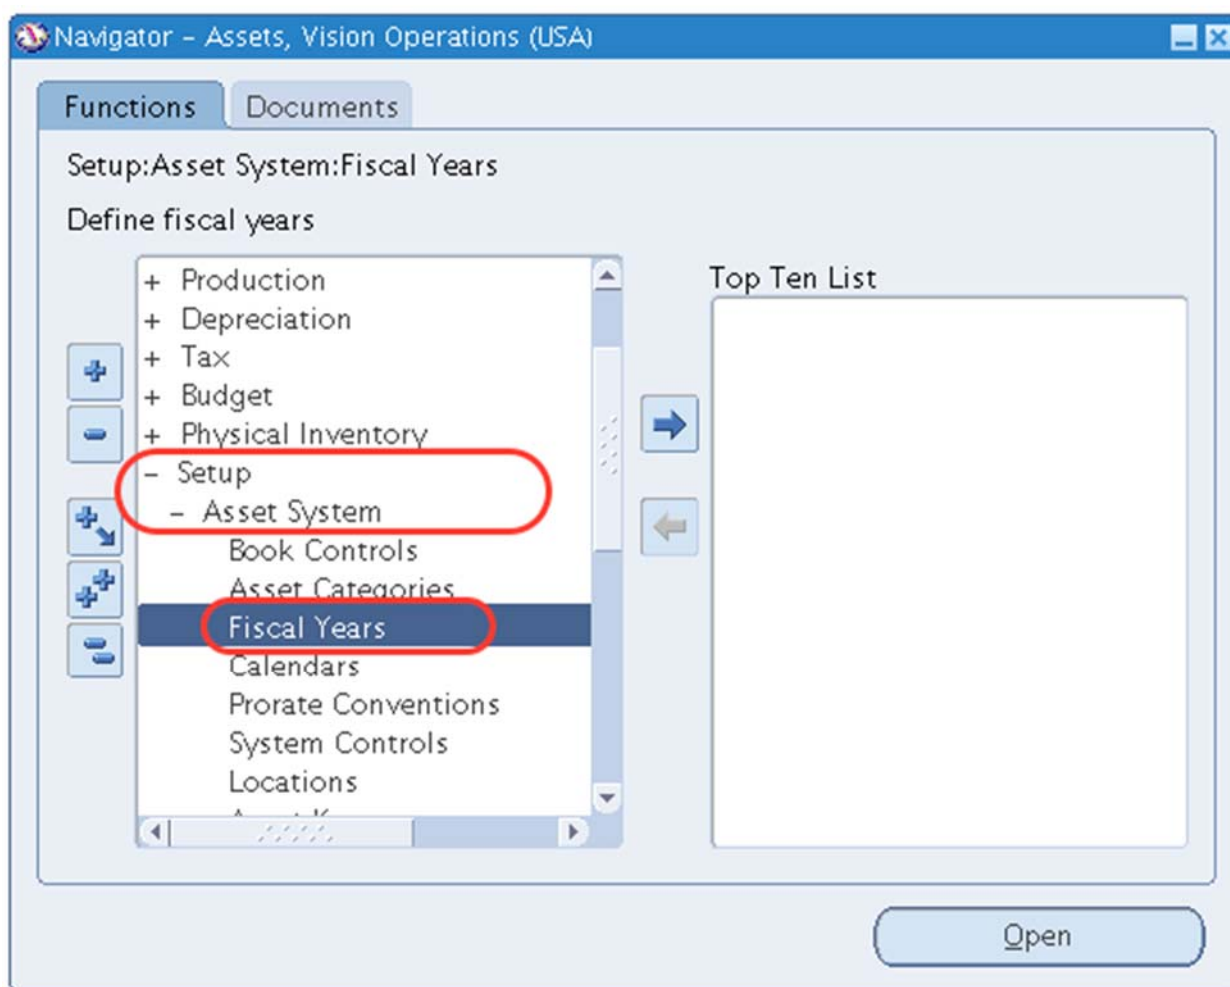 Navigator – Assets, Vision Operations (USA)
Functions
Documents
Setup:Asset System:Fiscal Years
Define fiscal years
+ Production
+ Depreciation
+ Tax
+ Budget
+ Physical Inventory
– Setup
– Asset System
Book Controls
Asset Categories
Fiscal Years
Calendars
Prorate Conventions
System Controls
Locations
Top Ten List
Open